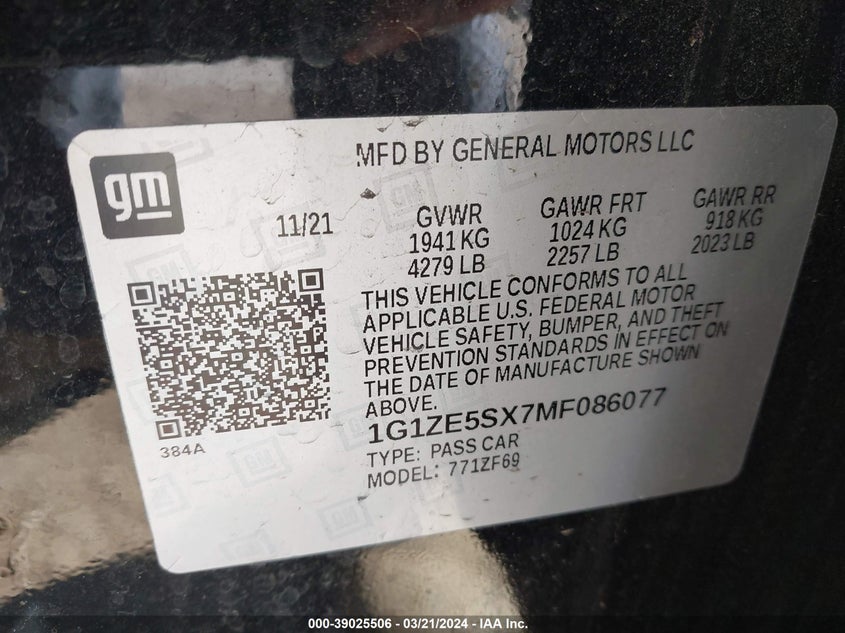 MFD BY GENERAL MOTORS LLC
gm
11/21
GVWR
1941 KG
4279 LB
GAWR FRT
1024 KG
2257 LB
GAWR RR
918 KG
2023 LB
THIS VEHICLE CONFORMS TO ALL
APPLICABLE U.S. FEDERAL MOTOR
VEHICLE SAFETY, BUMPER, AND THEFT
PREVENTION STANDARDS IN EFFECT ON
THE DATE OF MANUFACTURE SHOWN
ABOVE.
384A
1G1ZE5SX7MF086077
TYPE: PASS CAR
MODEL: 771ZF69
000-39025506 - 03/21/2024 - IAA Inc.